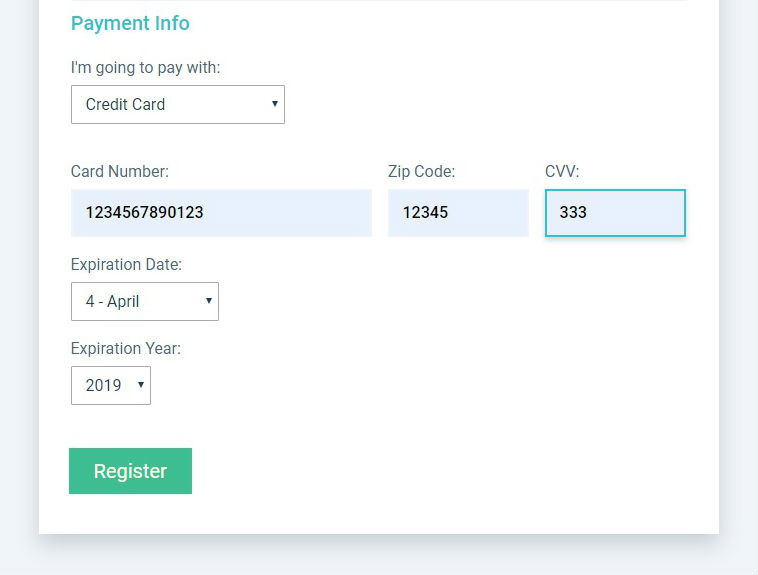 Payment Info
I'm going to pay with:
Credit Card
Card Number: Zip Code: CVV:
1234567890123 12345 333
Expiration Date:
4 - April
Expiration Year:
2019
Register